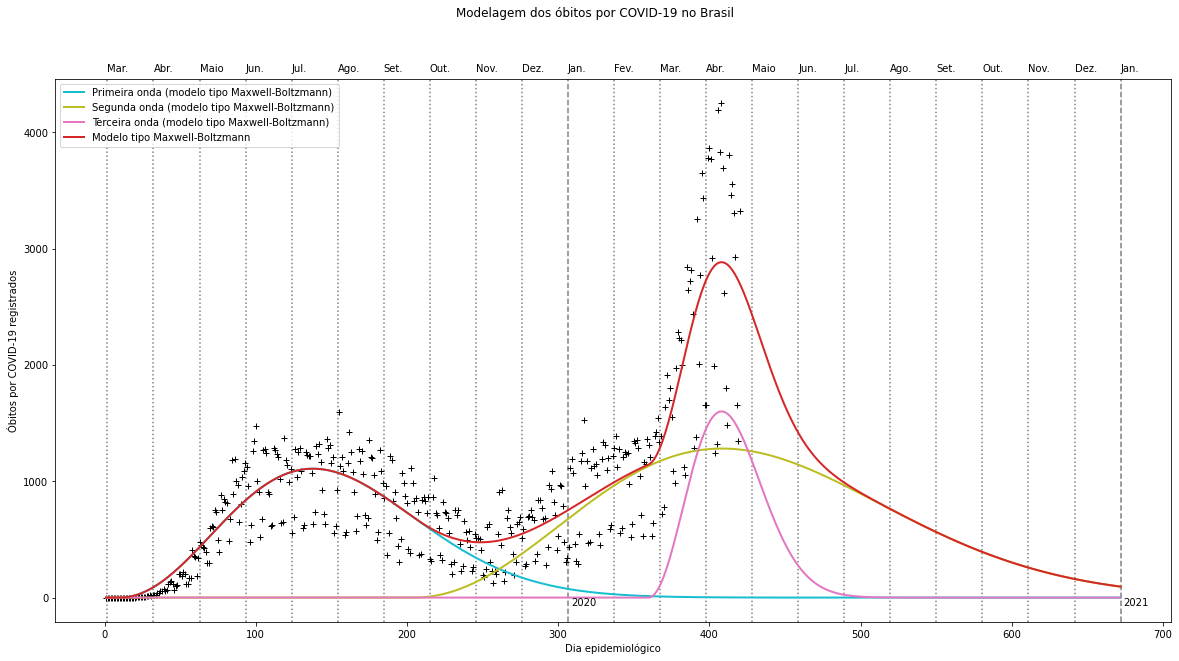 Modelagem dos óbitos por COVID-19 no Brasil
Mar. Abr. Maio Jun. Jul. Ago. Set. Out. Nov. Dez. Jan. Fev. Mar. Abr. Maio Jun. Jul. Ago. Set. Out. Nov. Dez. Jan.
Primeira onda (modelo tipo Maxwell-Boltzmann)
Segunda onda (modelo tipo Maxwell-Boltzmann)
Terceira onda (modelo tipo Maxwell-Boltzmann)
Modelo tipo Maxwell-Boltzmann
Óbitos por COVID-19 registrados
4000
3000
2000
1000
0
2020
2021
0 100 200 300 400 500 600 700
Dia epidemiológico